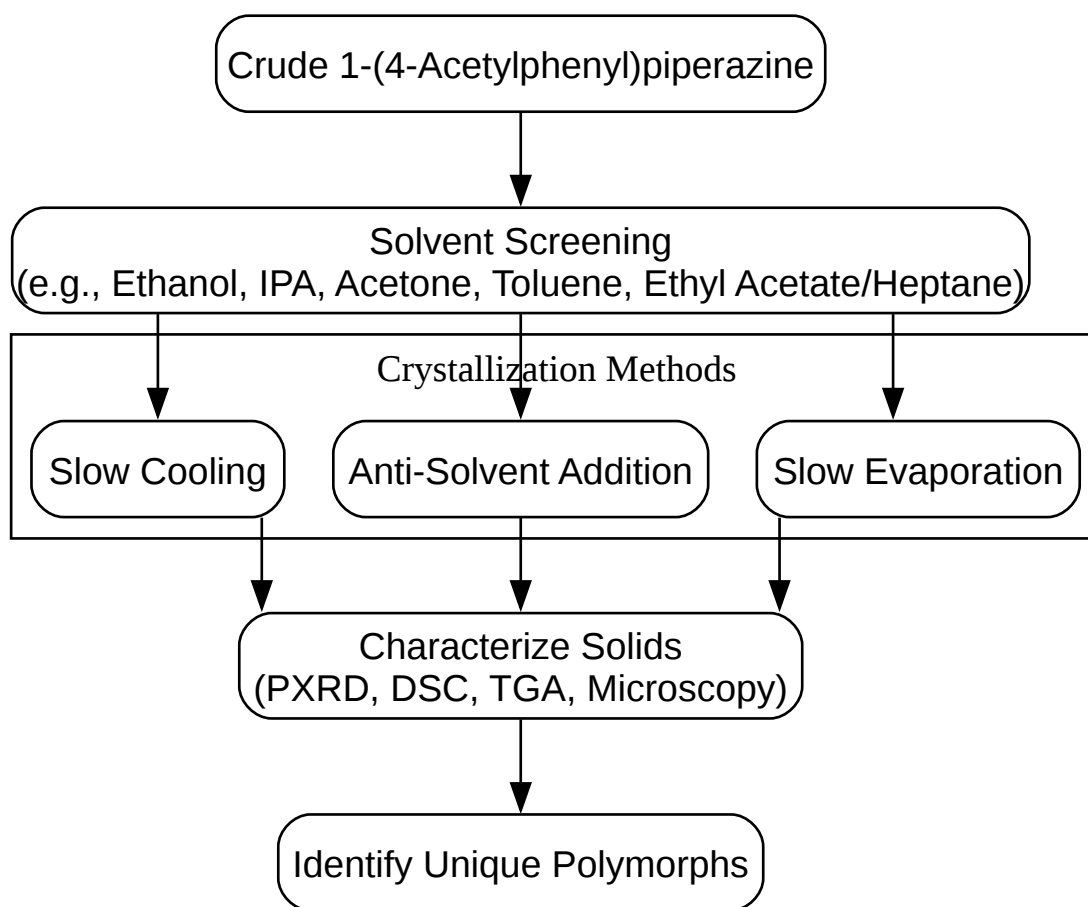 Crude 1-(4-Acetylphenyl)piperazine
Solvent Screening
(e.g., Ethanol, IPA, Acetone, Toluene, Ethyl Acetate/Heptane)
Crystallization Methods
Slow Cooling
Anti-Solvent Addition
Slow Evaporation
Characterize Solids
(PXRD, DSC, TGA, Microscopy)
Identify Unique Polymorphs